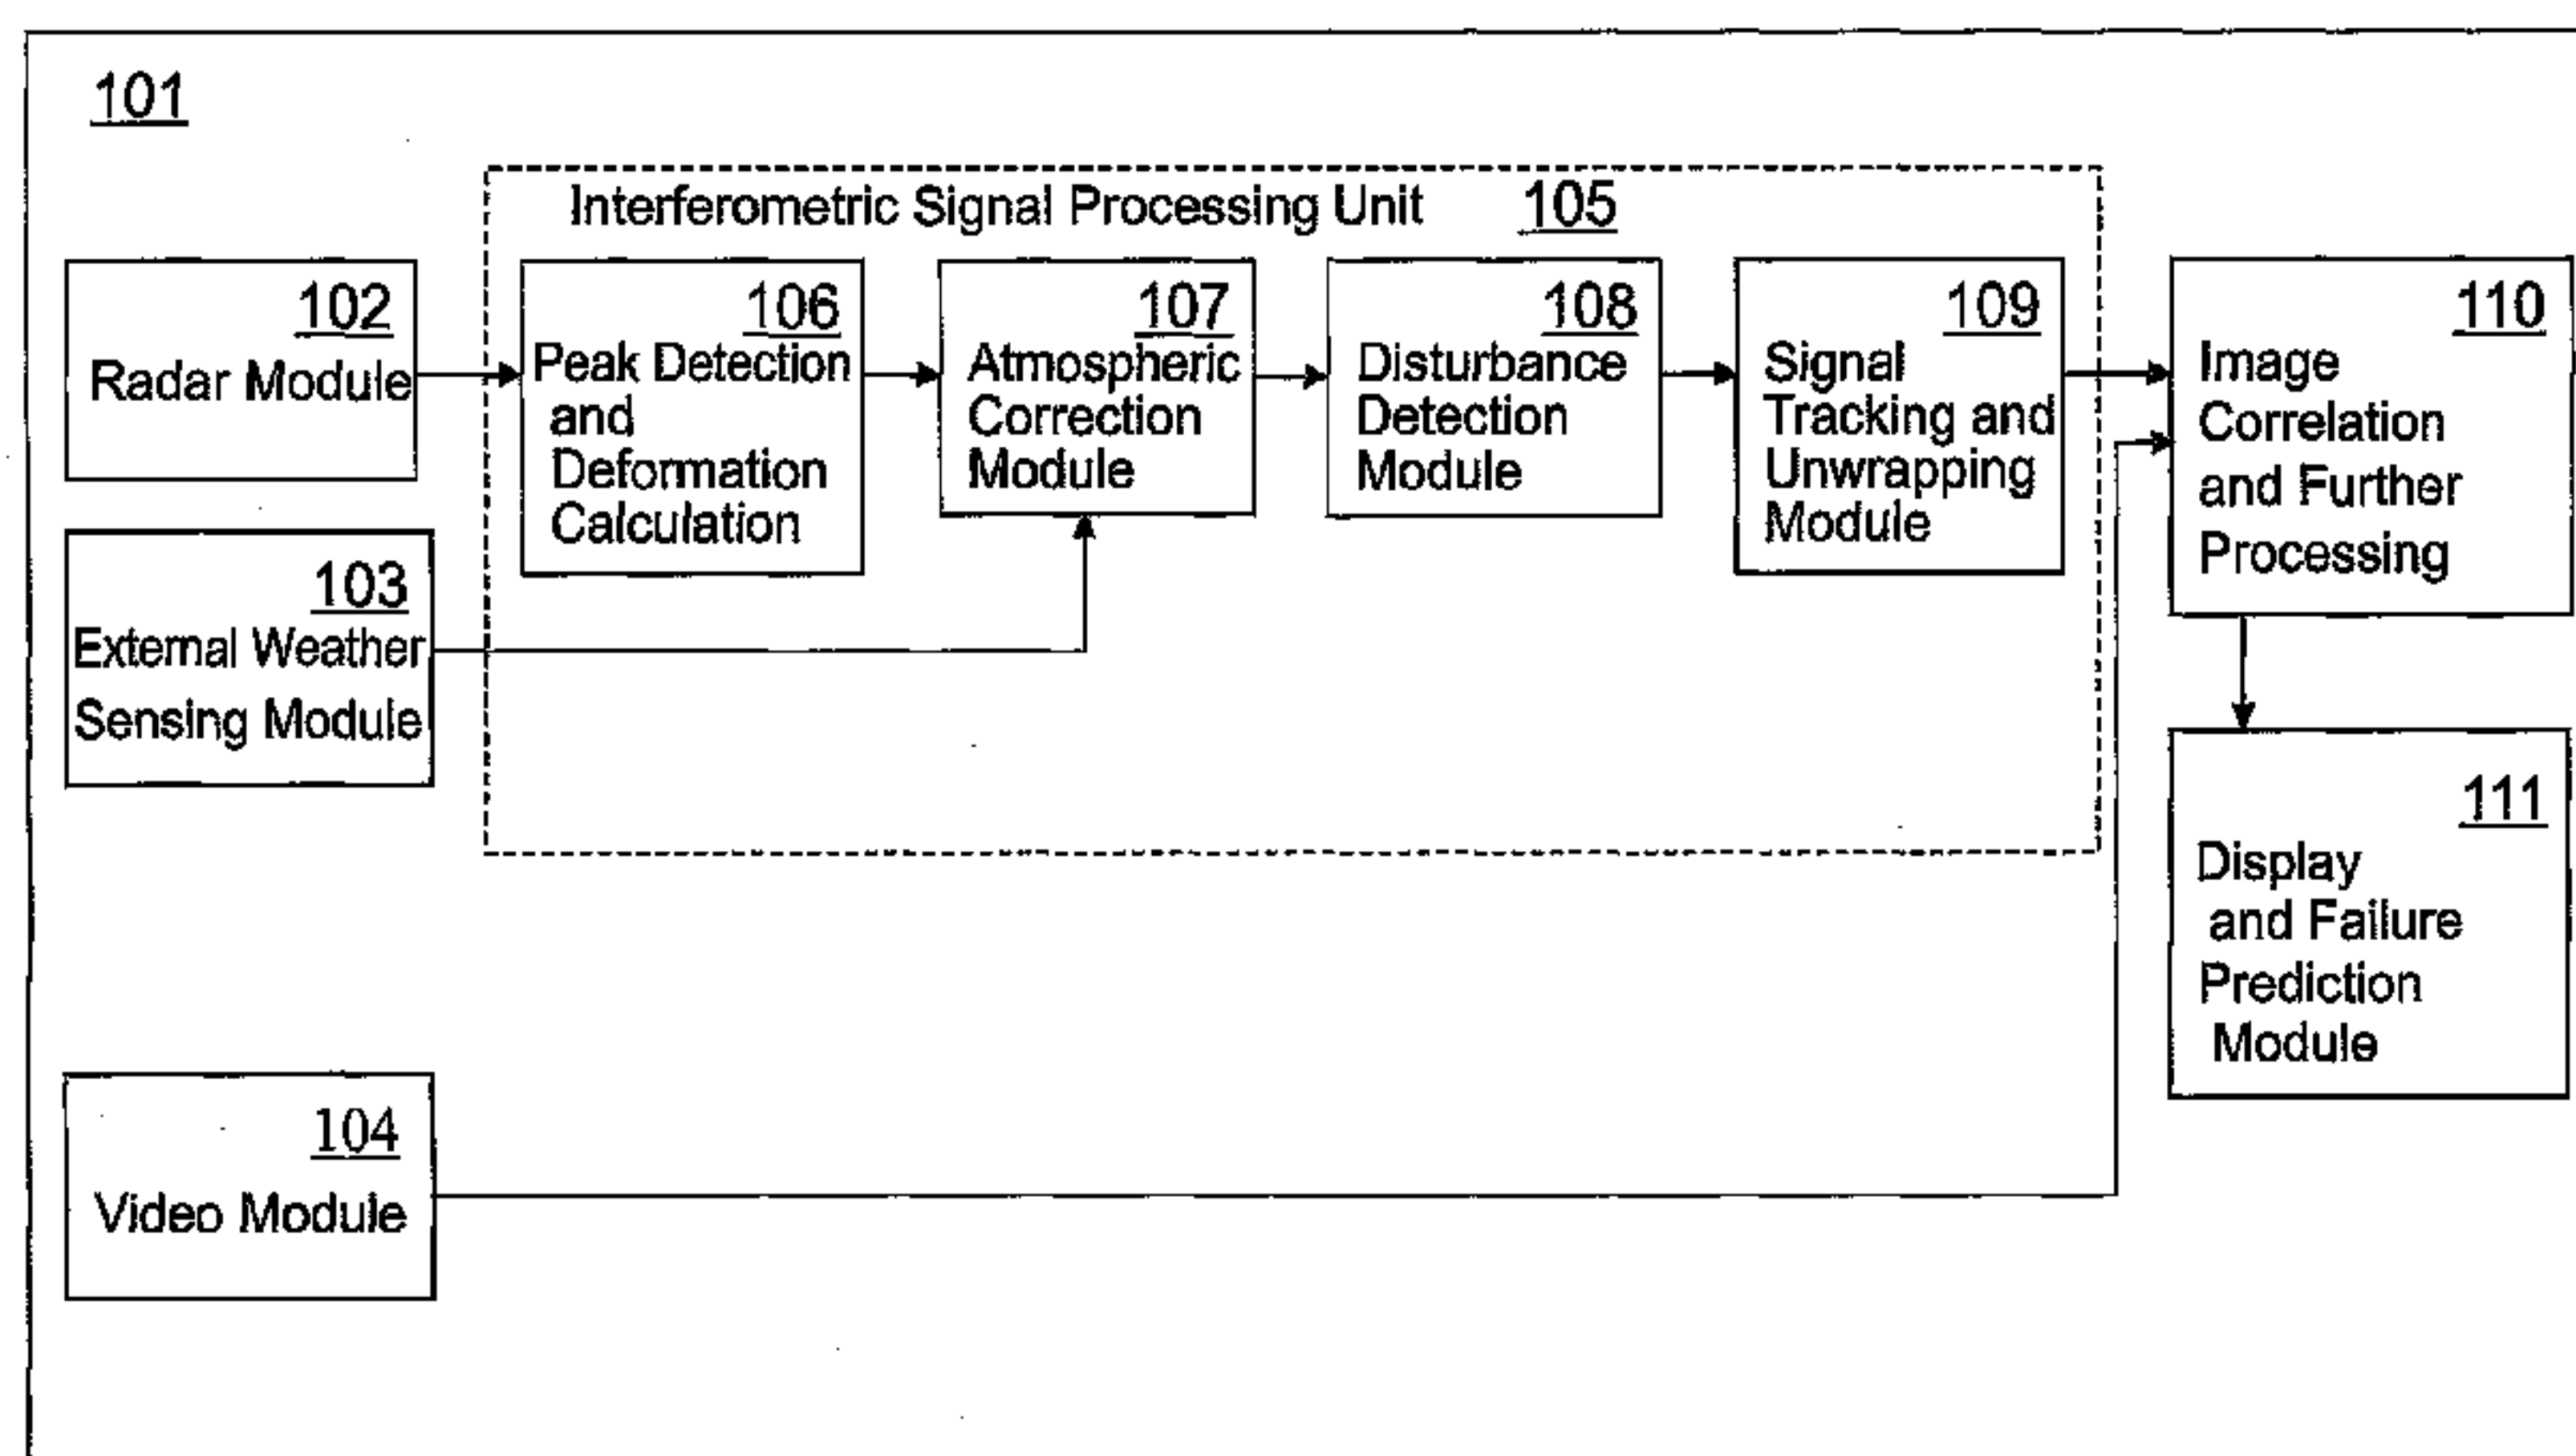 101
Interferometric Signal Processing Unit 105
102
Radar Module
106
Peak Detection
and
Deformation
Calculation
107
Atmospheric
Correction
Module
108
Disturbance
Detection
Module
109
Signal
Tracking and
Unwrapping
Module
110
Image
Correlation
and Further
Processing
103
External Weather
Sensing Module
111
Display
and Failure
Prediction
Module
104
Video Module